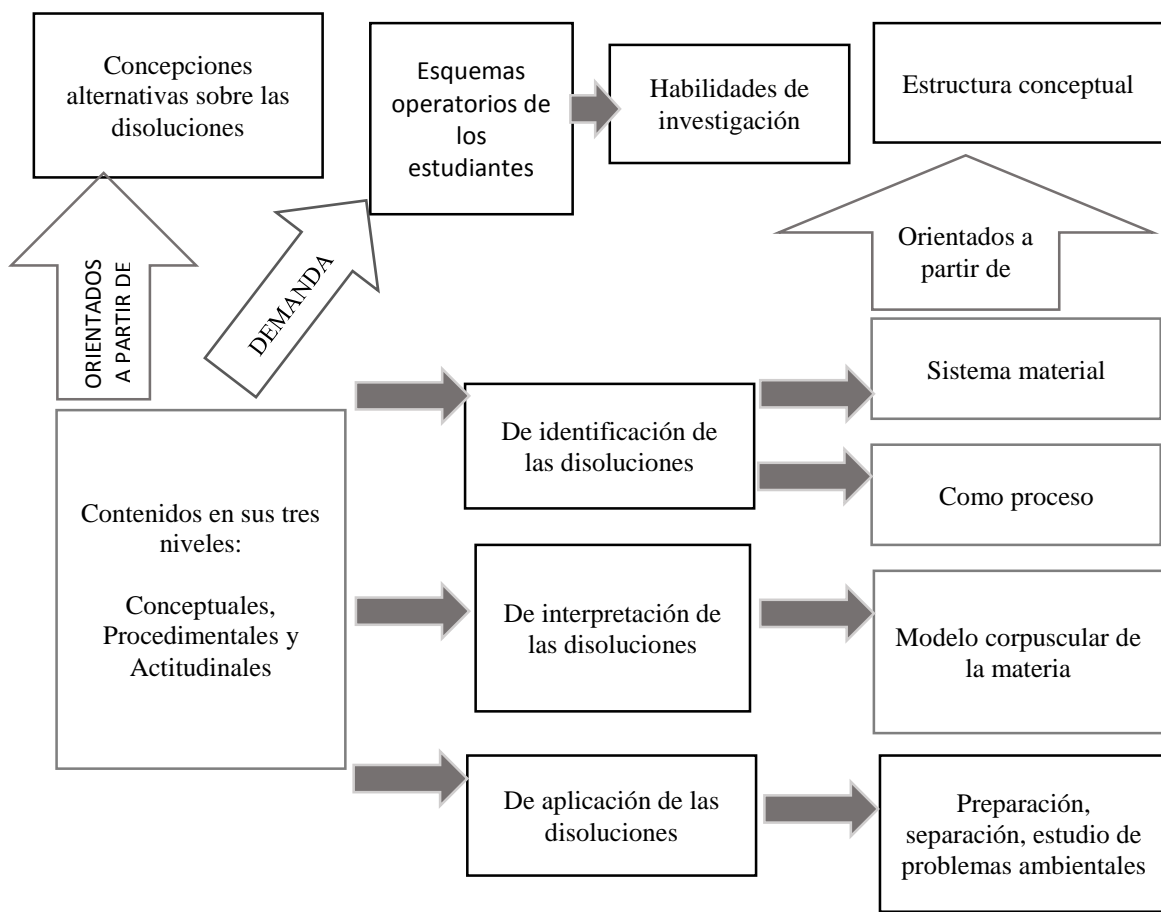 Concepciones
alternativas sobre las
disoluciones
Esquemas
operatorios de
los
estudiantes
Habilidades de
investigación
Estructura conceptual
ORIENTADOS
A PARTIR DE
DEMANDA
Orientados a
partir de
Contenidos en sus tres
niveles:
Conceptuales,
Procedimentales y
Actitudinales
De identificación de
las disoluciones
Sistema material
Como proceso
De interpretación de
las disoluciones
Modelo corpuscular de
la materia
De aplicación de las
disoluciones
Preparación,
separación, estudio de
problemas ambientales